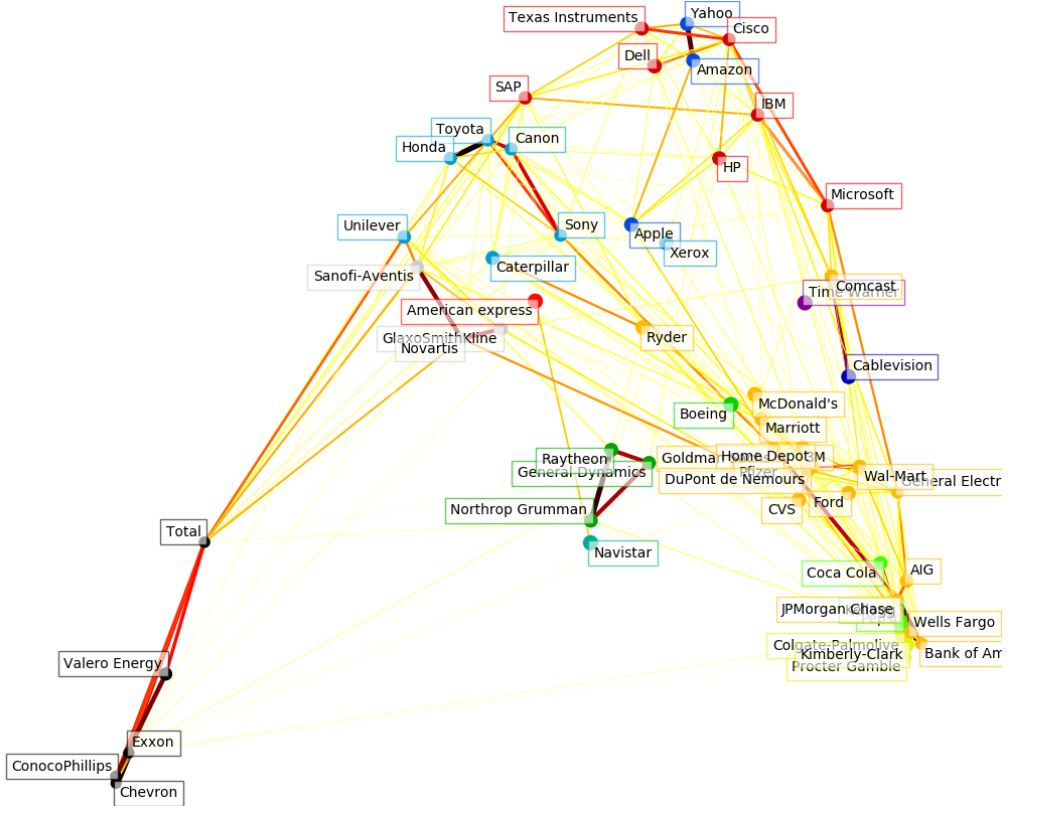 Yahoo
Texas Instruments
Cisco
Dell
Amazon
SAP
IBM
Toyota
Canon
Honda
HP
Microsoft
Unilever
Sony
Apple
Xerox
Sanofi-Aventis
Caterpillar
Comcast
Time Warner
American express
GlaxoSmithKline
Novartis
Ryder
Cablevision
McDonald's
Boeing
Marriott
Raytheon
Goldman
Home Depot
3M
General Dynamics
Pfizer
DuPont de Nemours
Wal-Mart
General Electr
Northrop Grumman
CVS
Ford
Total
Navistar
Coca Cola
AIG
JPMorgan Chase
Wells Fargo
Colgate-Palmolive
Kimberly-Clark
Bank of Am
Procter Gamble
Valero Energy
Exxon
ConocoPhillips
Chevron